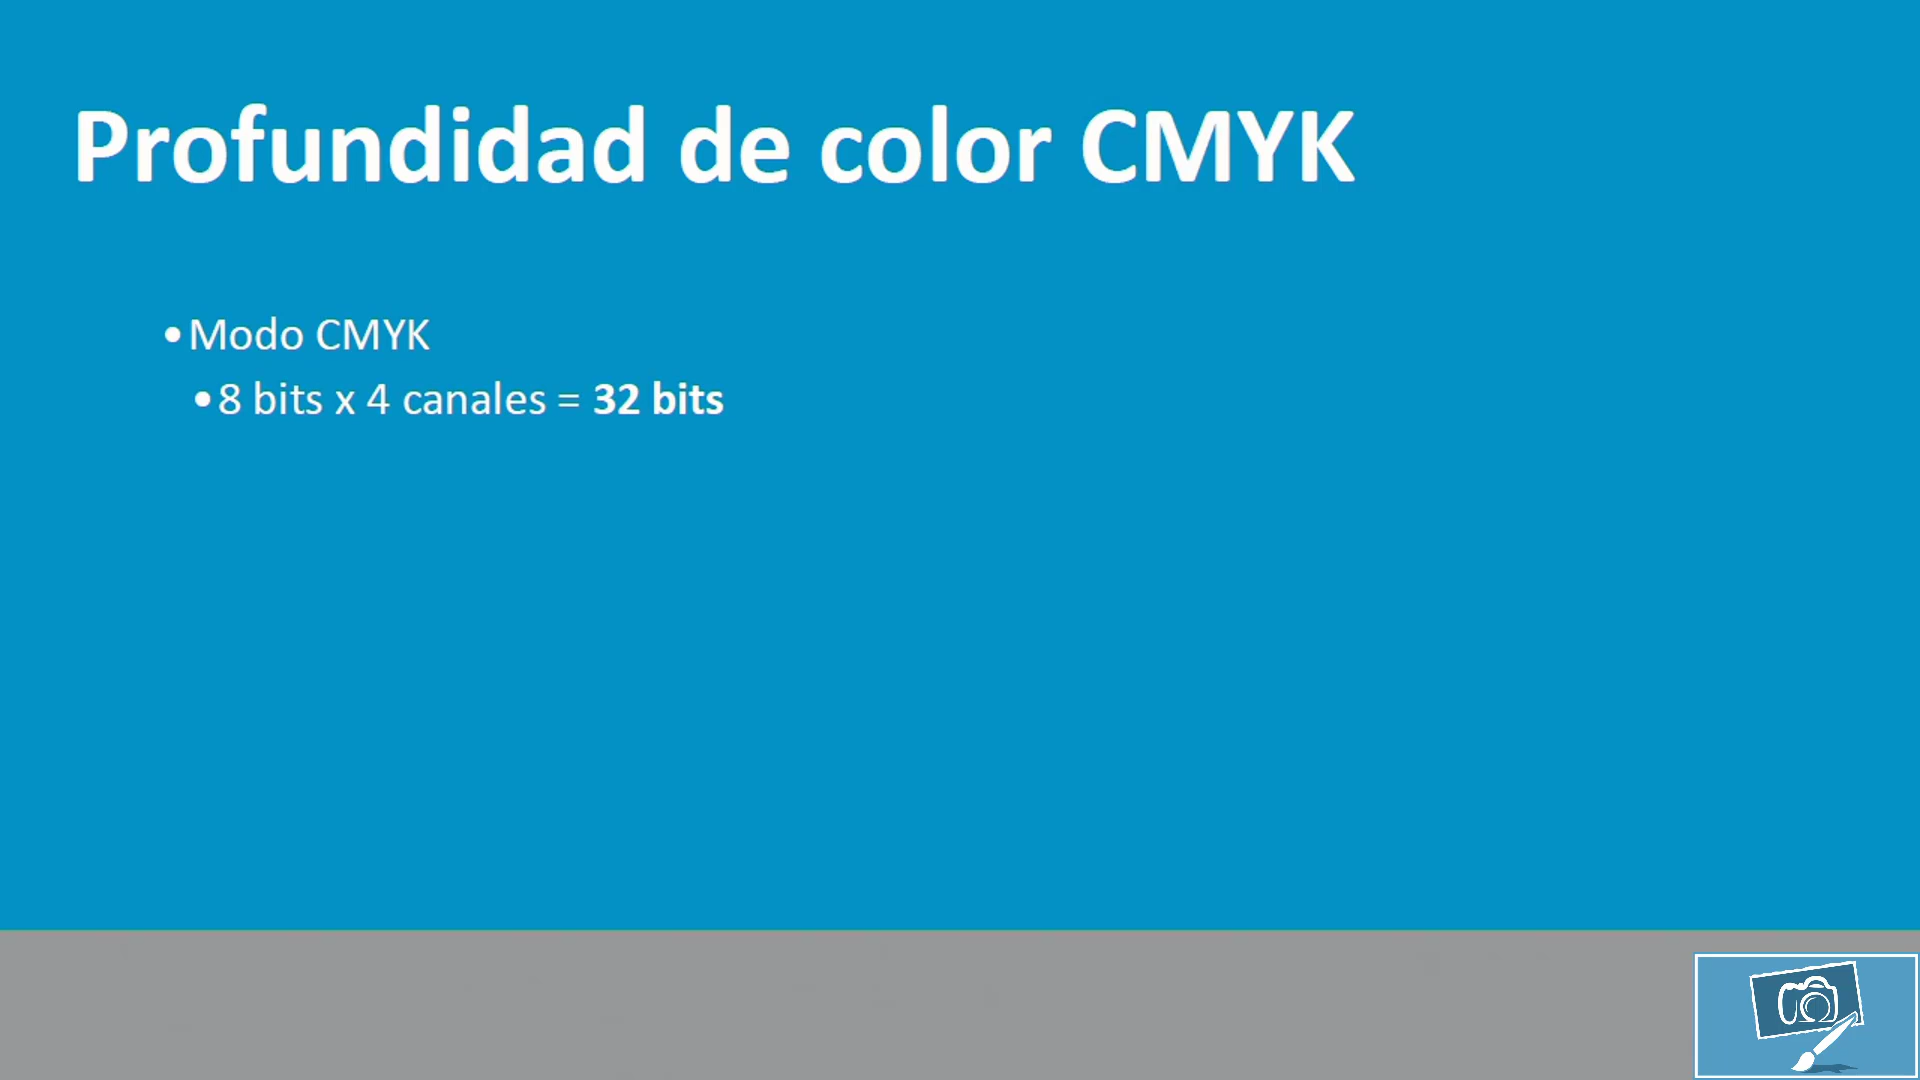 Profundidad de color CMYK
•Modo CMYK
•8 bits x 4 canales = 32 bits